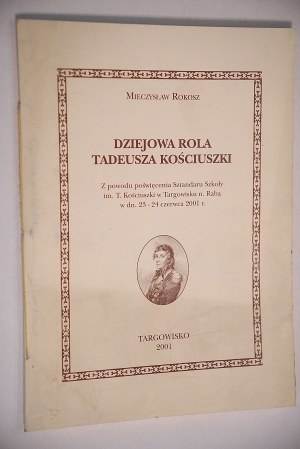 Mieczysław Rokosz
DZIEJOWA ROLA
TADEUSZA KOŚCIUSZKI
Z powodu poświęcenia Sztandaru Szkoły
im. T. Kościuszki w Targowisku n. Rabą
w dn. 23 - 24 czerwca 2001 r.
TARGOWISKO
2001